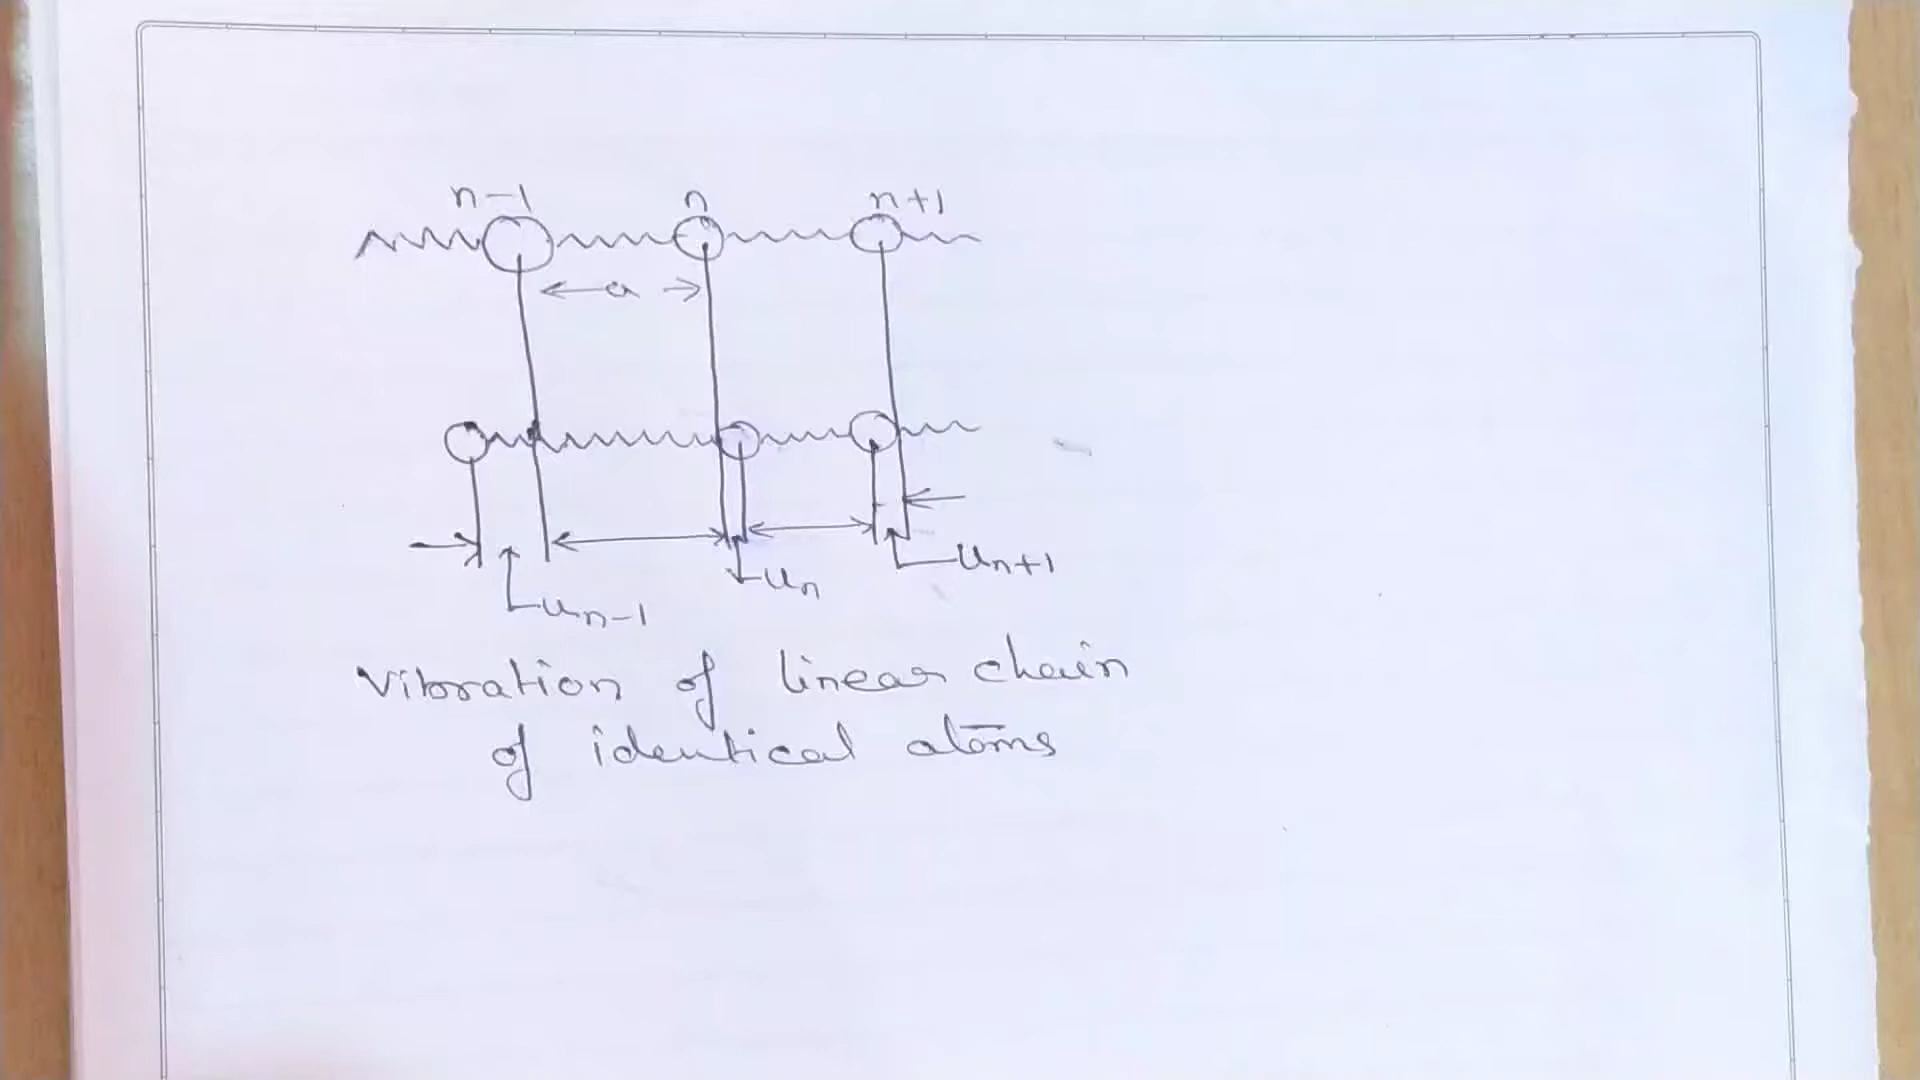 n-1 n n+1
a
un-1 un un+1
Vibration of linear chain
of identical atoms